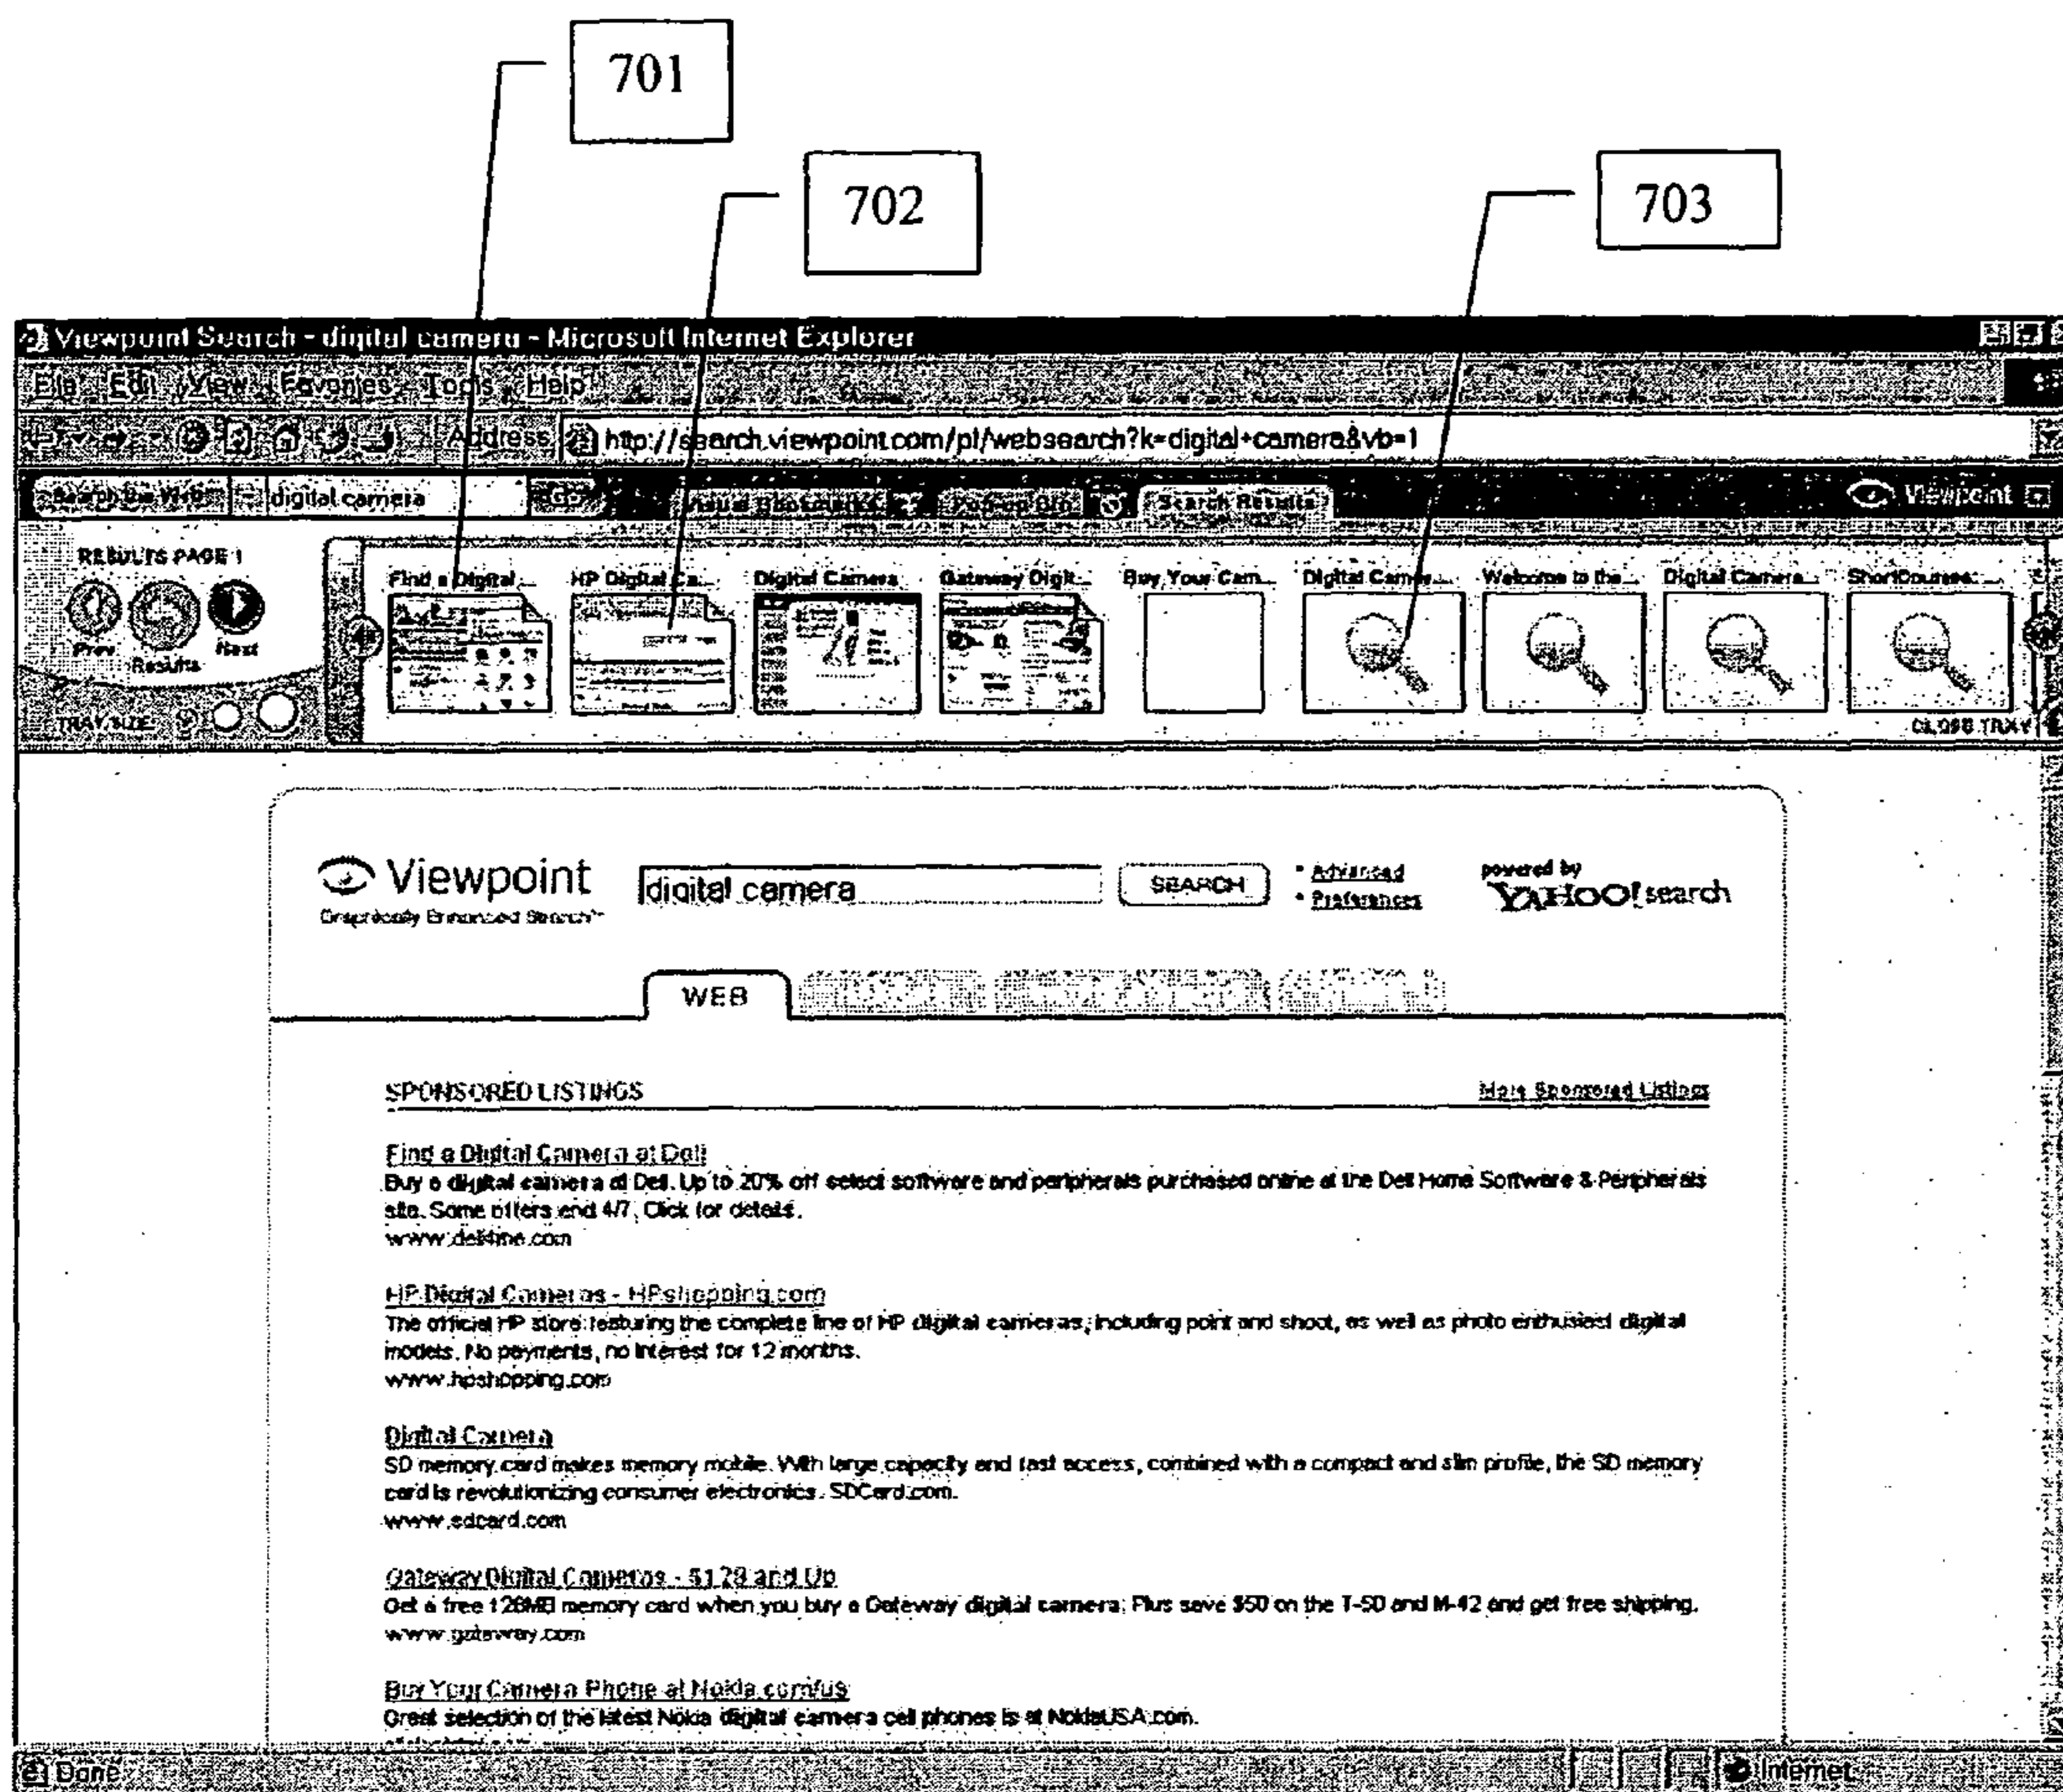 701
702
703
Viewpoint Search - digital camera - Microsoft Internet Explorer
File Edit View Favorites Tools Help
Address http://search.viewpoint.com/pl/websearch?k=digital+camera&vb=1
Search the Web digital camera GO Visual Bookmarks Search Results Viewpoint
RESULTS PAGE 1
Prev Results Next
TRAY SIZE
Find a Digital ... HP Digital Ca... Digital Camera Gateway Digit... Buy Your Cam... Digital Camer... Welcome to the ... Digital Camera... ShortCourses: ...
CLOSE TRAY
Viewpoint
Graphically Enhanced Search™
digital camera
SEARCH
• Advanced
• Preferences
powered by
YAHOO! search
WEB
SPONSORED LISTINGS More Sponsored Listings
Find a Digital Camera at Dell
Buy a digital camera at Dell. Up to 20% off select software and peripherals purchased online at the Dell Home Software & Peripherals
site. Some offers end 4/7, Click for details.
www.dell4me.com
HP Digital Cameras - HPshopping.com
The official HP store featuring the complete line of HP digital cameras, including point and shoot, as well as photo enthusiast digital
models. No payments, no interest for 12 months.
www.hpshopping.com
Digital Camera
SD memory card makes memory mobile. With large capacity and fast access, combined with a compact and slim profile, the SD memory
card is revolutionizing consumer electronics. SDCard.com.
www.sdcard.com
Gateway Digital Cameras - $129 and Up
Get a free 128MB memory card when you buy a Gateway digital camera; Plus save $50 on the T-50 and M-42 and get free shipping.
www.gateway.com
Buy Your Camera Phone at Nokia.com/us
Great selection of the latest Nokia digital camera cell phones is at NokiaUSA.com.
Done Internet